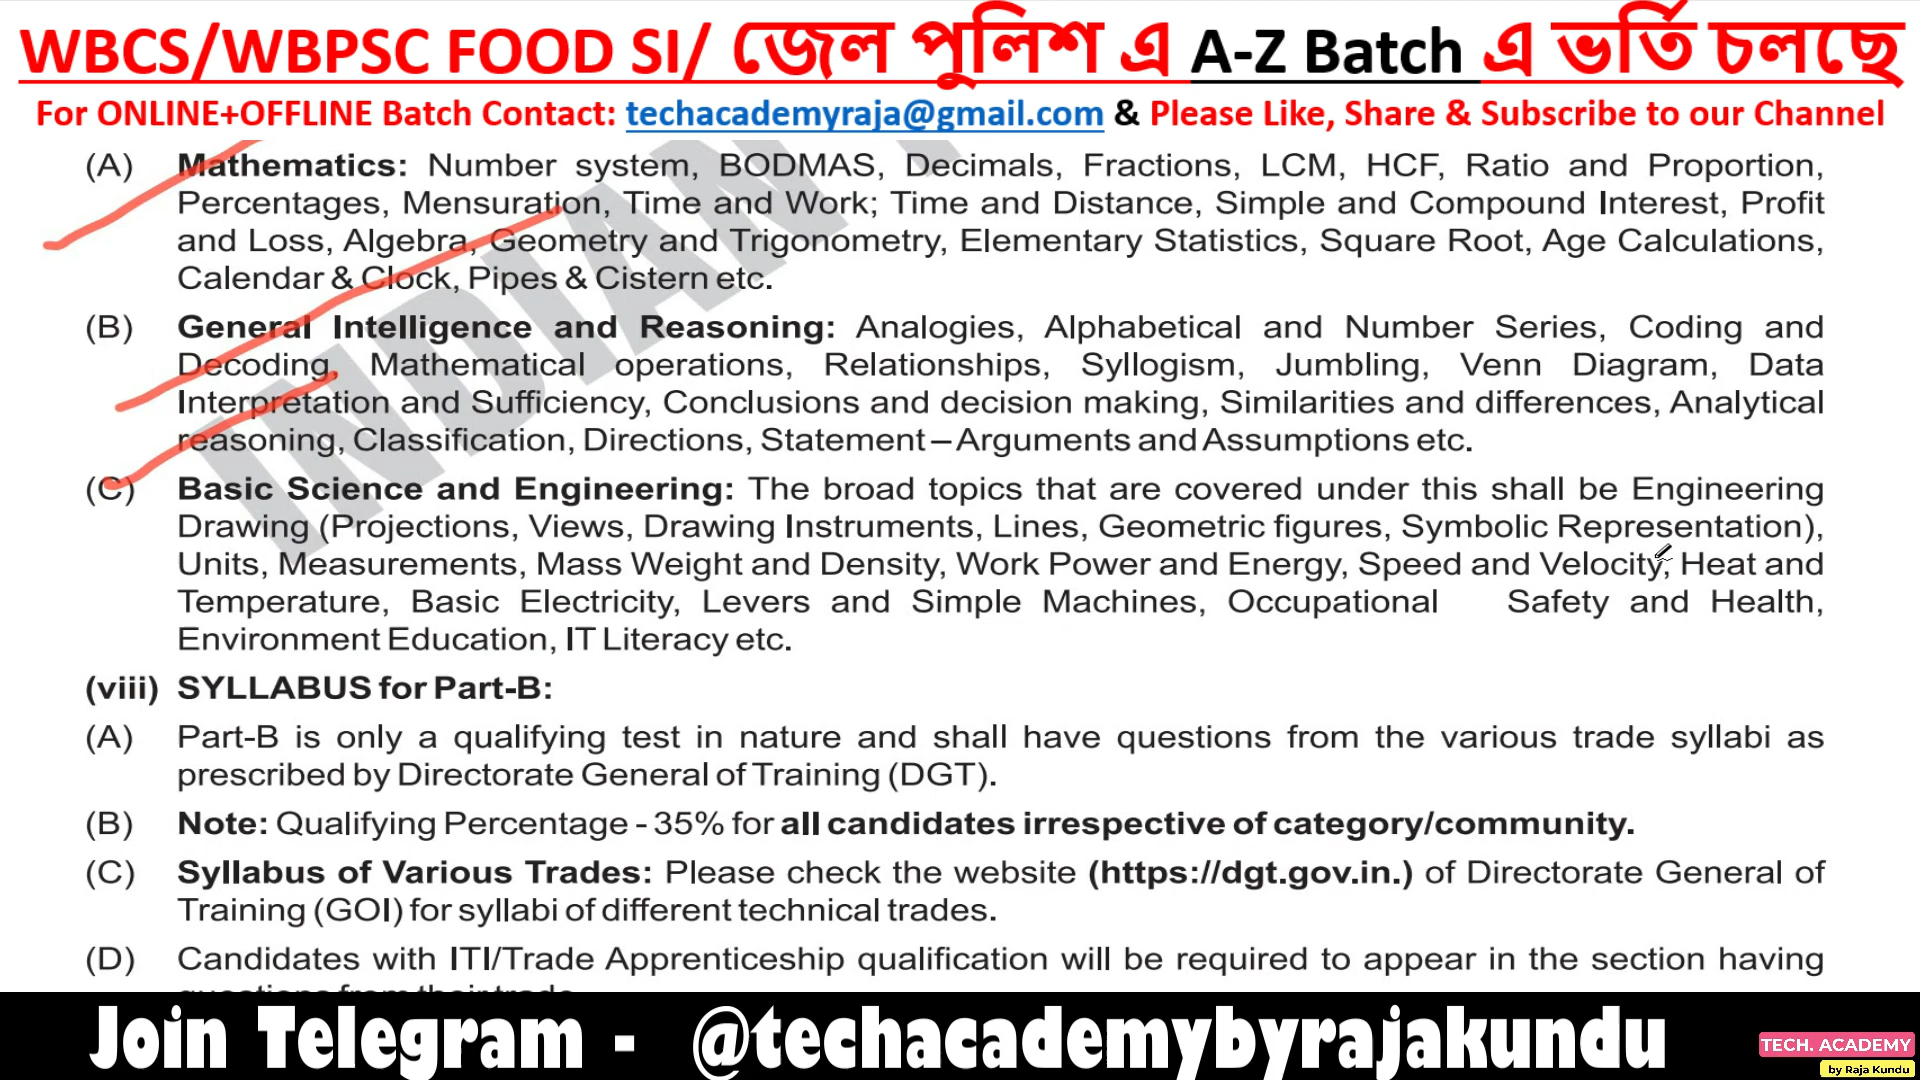 WBCS/WBPSC FOOD SI/ জেল পুলিশ এ A-Z Batch এ ভর্তি চলছে
For ONLINE+OFFLINE Batch Contact: techacademyraja@gmail.com & Please Like, Share & Subscribe to our Channel
(A) Mathematics: Number system, BODMAS, Decimals, Fractions, LCM, HCF, Ratio and Proportion,
Percentages, Mensuration, Time and Work; Time and Distance, Simple and Compound Interest, Profit
and Loss, Algebra, Geometry and Trigonometry, Elementary Statistics, Square Root, Age Calculations,
Calendar & Clock, Pipes & Cistern etc.
(B) General Intelligence and Reasoning: Analogies, Alphabetical and Number Series, Coding and
Decoding, Mathematical operations, Relationships, Syllogism, Jumbling, Venn Diagram, Data
Interpretation and Sufficiency, Conclusions and decision making, Similarities and differences, Analytical
reasoning, Classification, Directions, Statement – Arguments and Assumptions etc.
(C) Basic Science and Engineering: The broad topics that are covered under this shall be Engineering
Drawing (Projections, Views, Drawing Instruments, Lines, Geometric figures, Symbolic Representation),
Units, Measurements, Mass Weight and Density, Work Power and Energy, Speed and Velocity, Heat and
Temperature, Basic Electricity, Levers and Simple Machines, Occupational Safety and Health,
Environment Education, IT Literacy etc.
(viii) SYLLABUS for Part-B:
(A) Part-B is only a qualifying test in nature and shall have questions from the various trade syllabi as
prescribed by Directorate General of Training (DGT).
(B) Note: Qualifying Percentage - 35% for all candidates irrespective of category/community.
(C) Syllabus of Various Trades: Please check the website (https://dgt.gov.in.) of Directorate General of
Training (GOI) for syllabi of different technical trades.
(D) Candidates with ITI/Trade Apprenticeship qualification will be required to appear in the section having
questions from their trade
INDIAN
Join Telegram - @techacademybyrajakundu
TECH. ACADEMY
by Raja Kundu